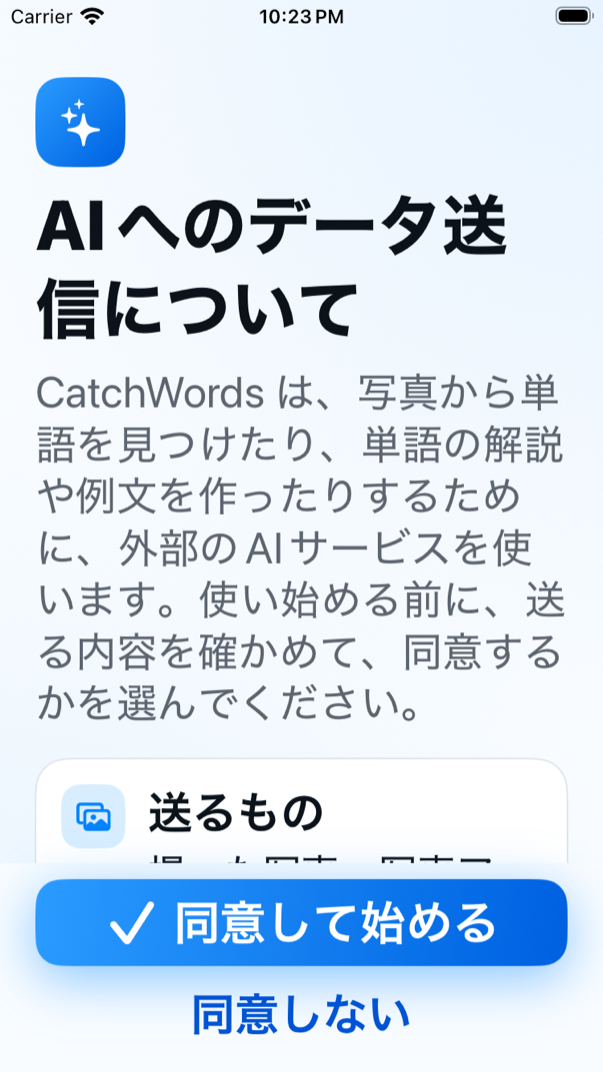 Carrier 10:23 PM
AIへのデータ送
信について
CatchWords は、写真から単
語を見つけたり、単語の解説
や例文を作ったりするため
に、外部のAIサービスを使
います。使い始める前に、送
る内容を確かめて、同意する
かを選んでください。
送るもの
同意して始める
同意しない